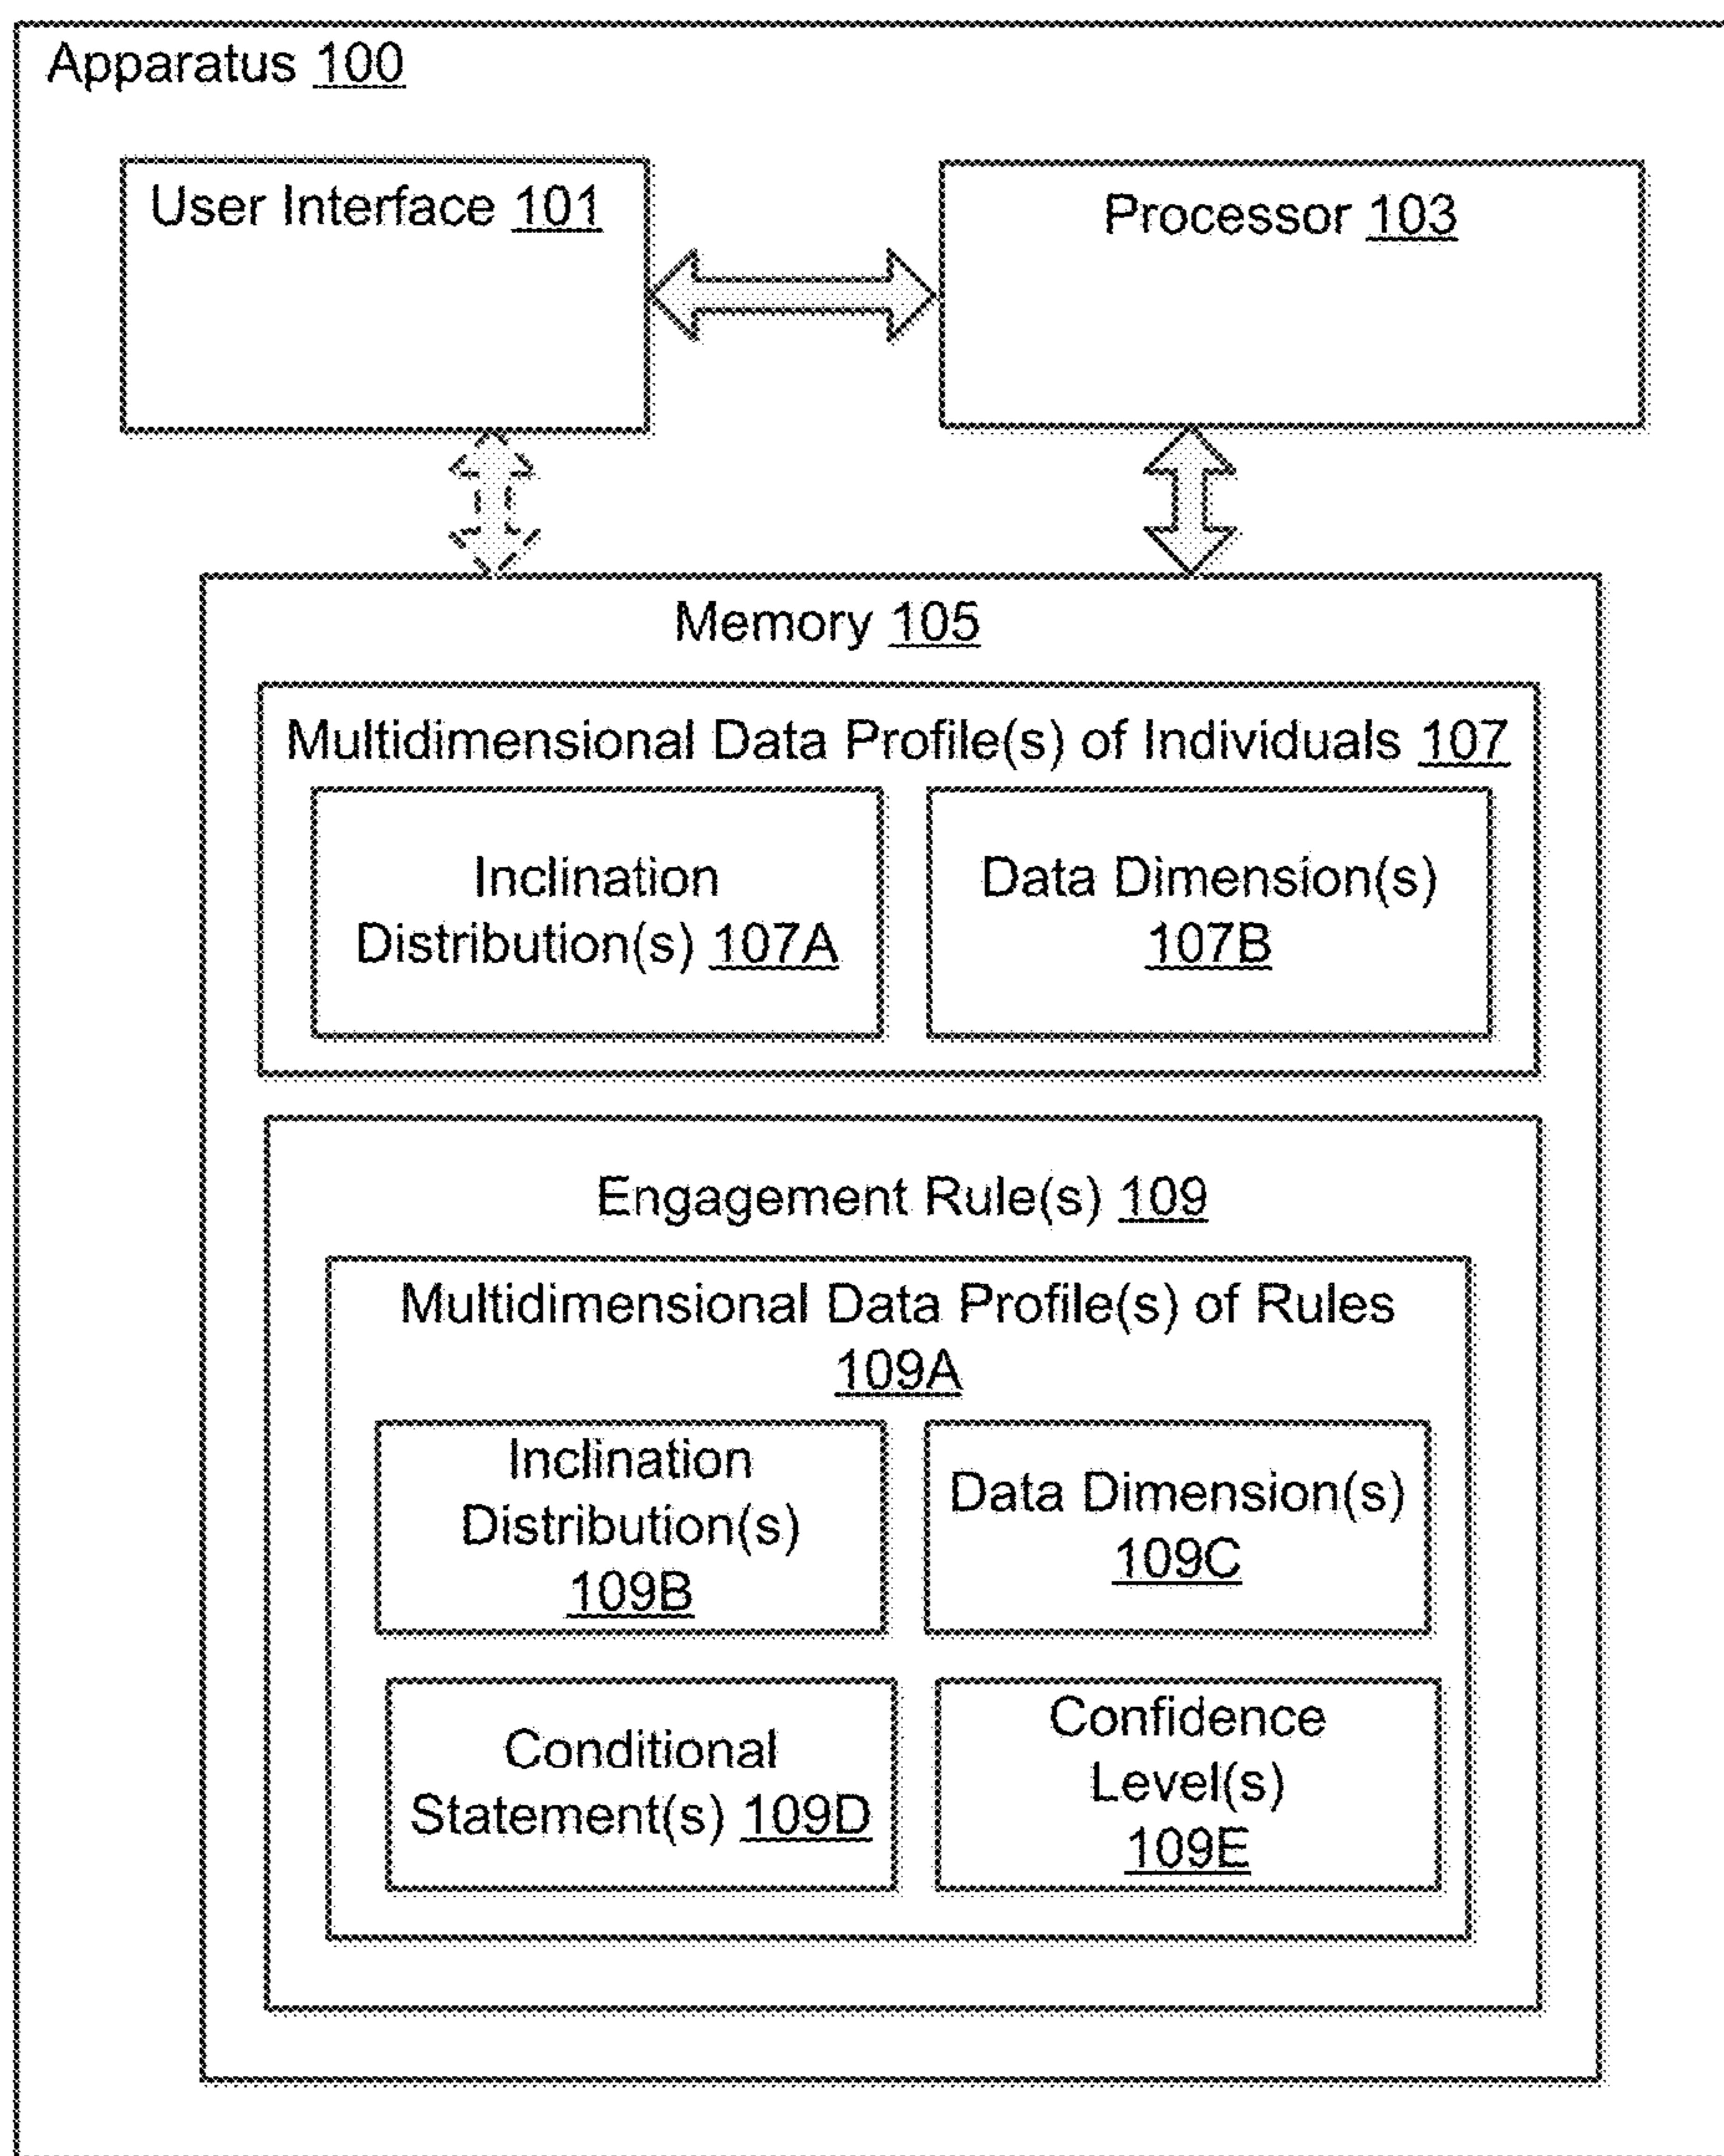 Apparatus 100
User Interface 101
Processor 103
Memory 105
Multidimensional Data Profile(s) of Individuals 107
Inclination
Distribution(s) 107A
Data Dimension(s)
107B
Engagement Rule(s) 109
Multidimensional Data Profile(s) of Rules
109A
Inclination
Distribution(s)
109B
Data Dimension(s)
109C
Conditional
Statement(s) 109D
Confidence
Level(s)
109E